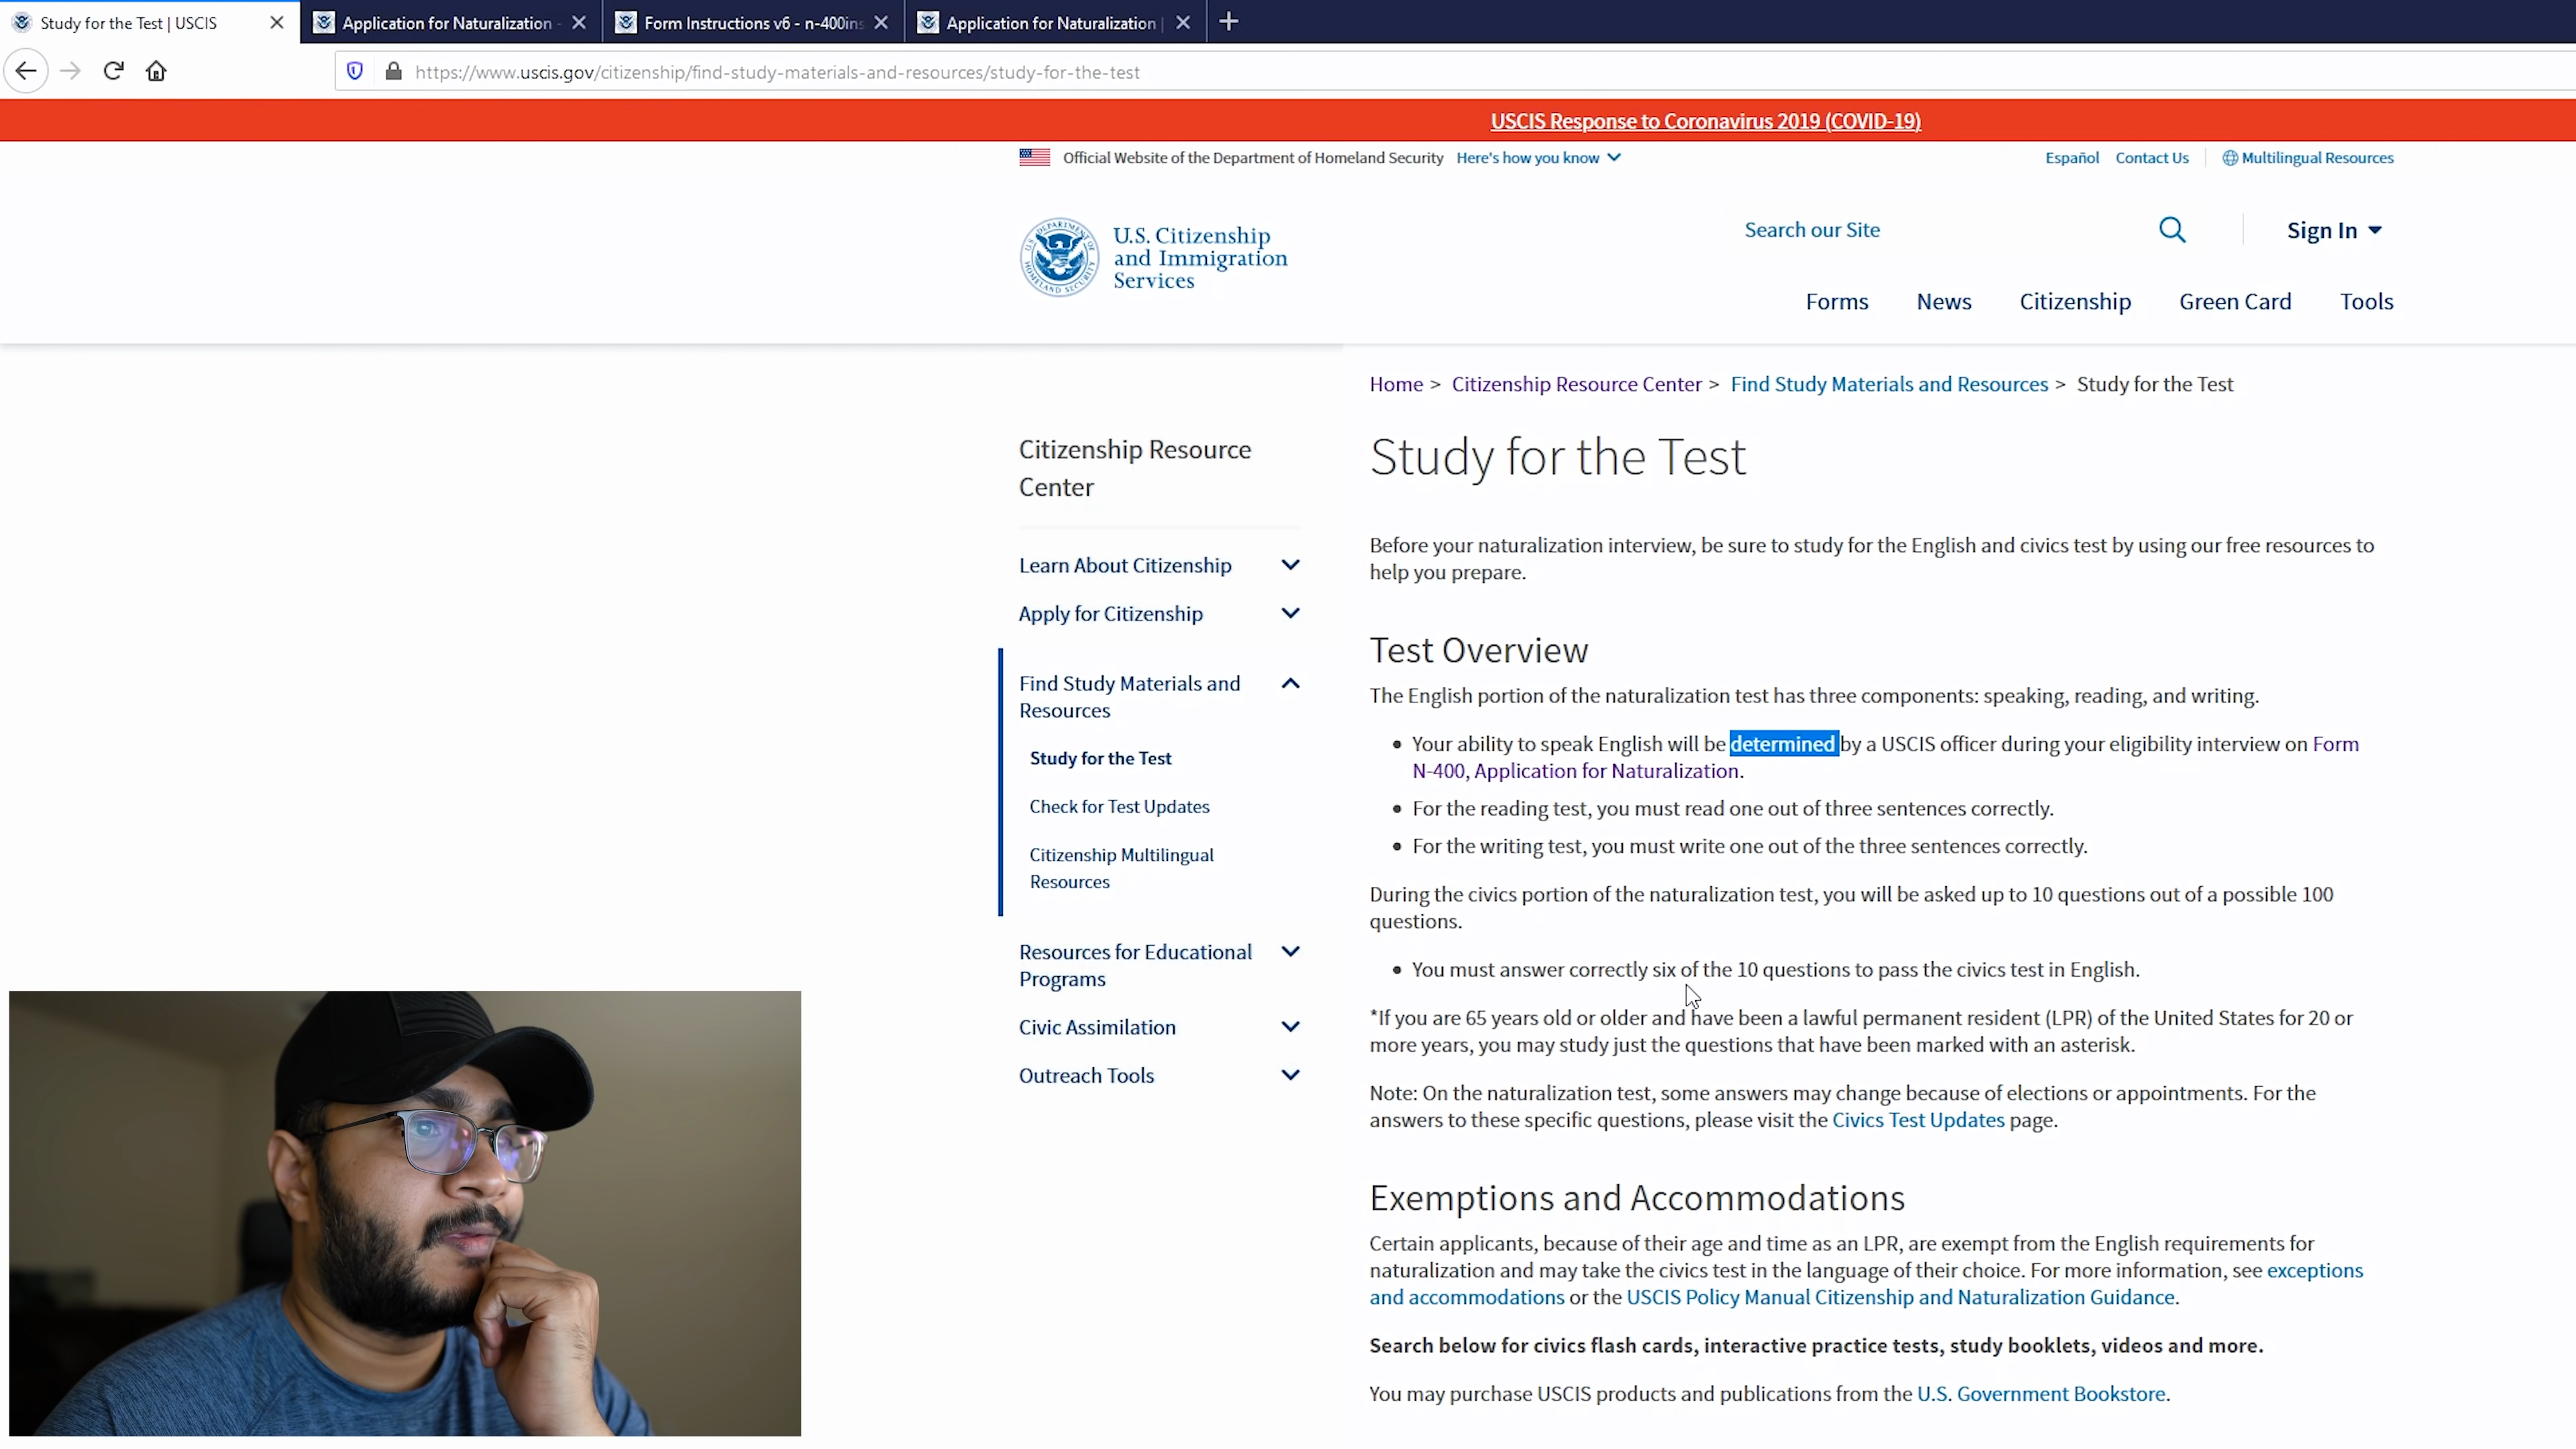 Study for the Test | USCIS
Application for Naturalization -
Form Instructions v6 - n-400ins
Application for Naturalization |
https://www.uscis.gov/citizenship/find-study-materials-and-resources/study-for-the-test
USCIS Response to Coronavirus 2019 (COVID-19)
Official Website of the Department of Homeland Security Here's how you know
Español Contact Us Multilingual Resources
U.S. Citizenship
and Immigration
Services
Search our Site
Sign In
Forms News Citizenship Green Card Tools
Home > Citizenship Resource Center > Find Study Materials and Resources > Study for the Test
Citizenship Resource
Center
Learn About Citizenship
Apply for Citizenship
Find Study Materials and
Resources
Study for the Test
Check for Test Updates
Citizenship Multilingual
Resources
Resources for Educational
Programs
Civic Assimilation
Outreach Tools
Study for the Test
Before your naturalization interview, be sure to study for the English and civics test by using our free resources to
help you prepare.
Test Overview
The English portion of the naturalization test has three components: speaking, reading, and writing.
• Your ability to speak English will be determined by a USCIS officer during your eligibility interview on Form
N-400, Application for Naturalization.
• For the reading test, you must read one out of three sentences correctly.
• For the writing test, you must write one out of the three sentences correctly.
During the civics portion of the naturalization test, you will be asked up to 10 questions out of a possible 100
questions.
• You must answer correctly six of the 10 questions to pass the civics test in English.
*If you are 65 years old or older and have been a lawful permanent resident (LPR) of the United States for 20 or
more years, you may study just the questions that have been marked with an asterisk.
Note: On the naturalization test, some answers may change because of elections or appointments. For the
answers to these specific questions, please visit the Civics Test Updates page.
Exemptions and Accommodations
Certain applicants, because of their age and time as an LPR, are exempt from the English requirements for
naturalization and may take the civics test in the language of their choice. For more information, see exceptions
and accommodations or the USCIS Policy Manual Citizenship and Naturalization Guidance.
Search below for civics flash cards, interactive practice tests, study booklets, videos and more.
You may purchase USCIS products and publications from the U.S. Government Bookstore.